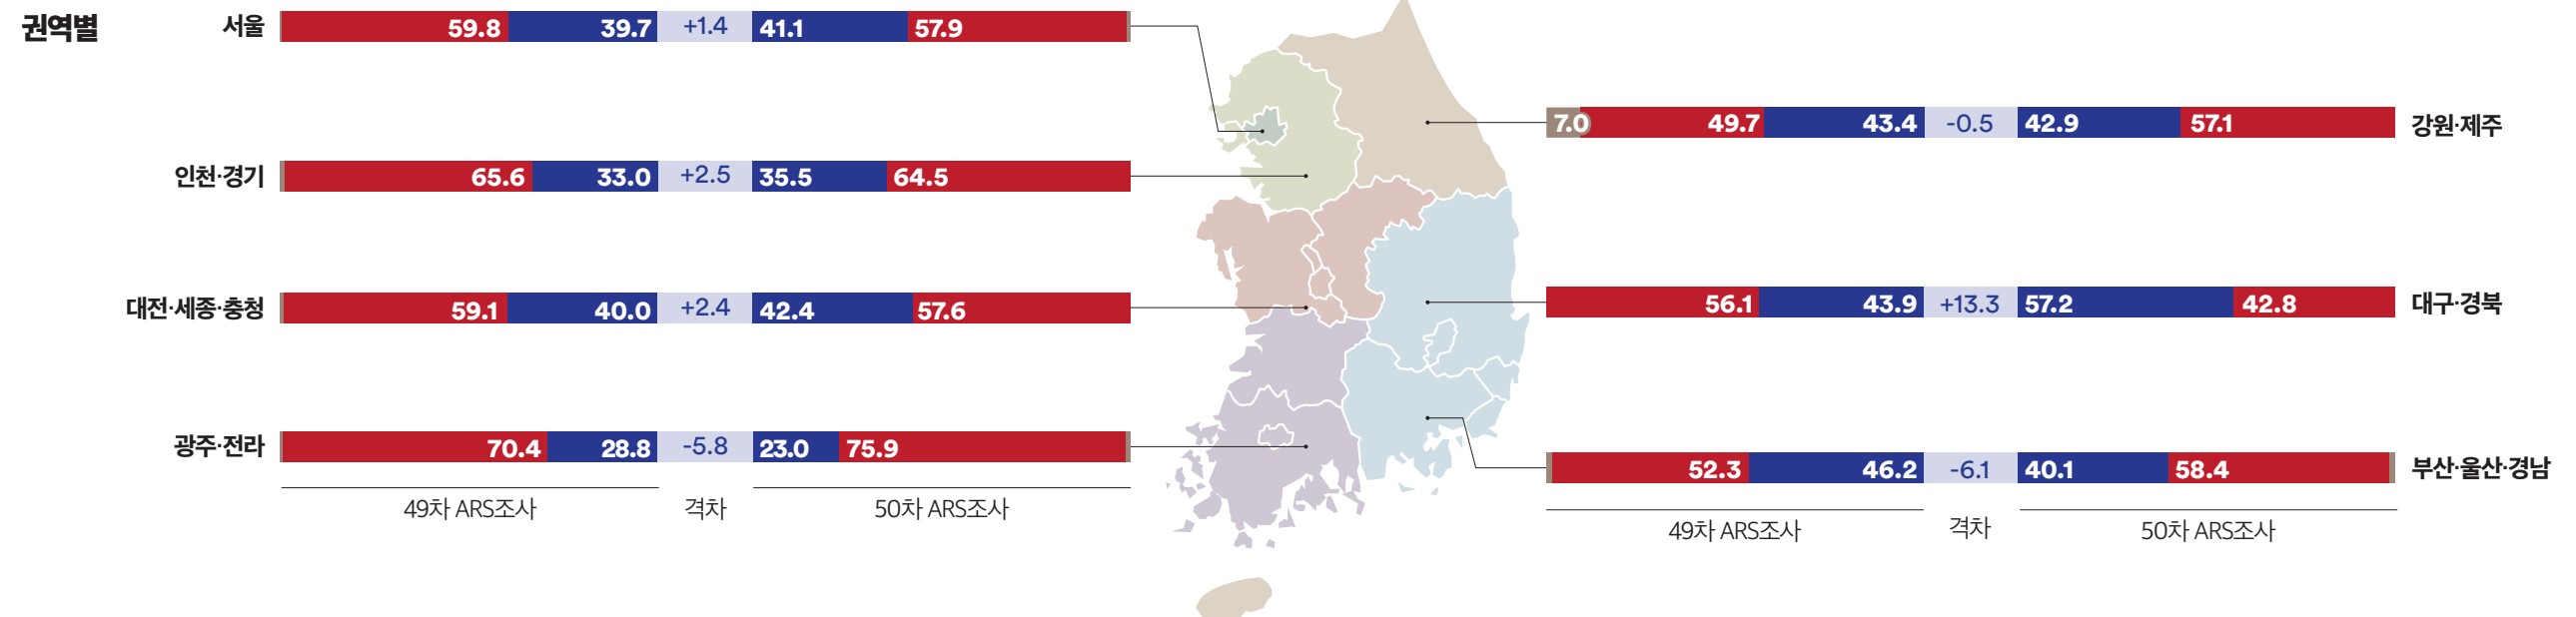 권역별
서울 59.8 39.7 +1.4 41.1 57.9
인천·경기 65.6 33.0 +2.5 35.5 64.5
대전·세종·충청 59.1 40.0 +2.4 42.4 57.6
광주·전라 70.4 28.8 -5.8 23.0 75.9
49차 ARS조사 격차 50차 ARS조사
7.0 49.7 43.4 -0.5 42.9 57.1 강원·제주
56.1 43.9 +13.3 57.2 42.8 대구·경북
52.3 46.2 -6.1 40.1 58.4 부산·울산·경남
49차 ARS조사 격차 50차 ARS조사